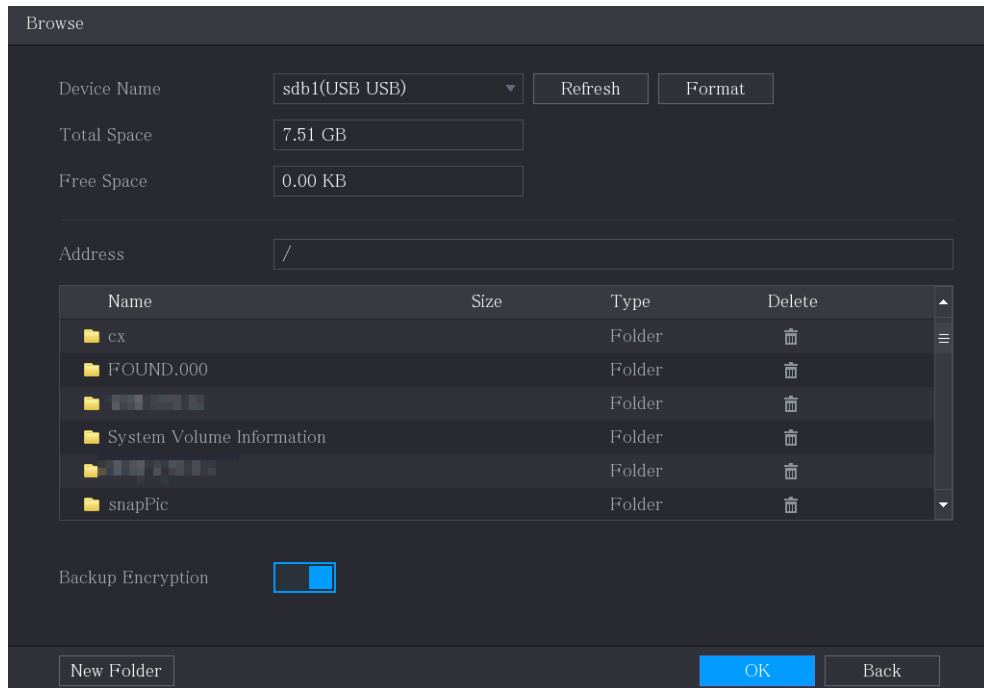 Browse
Device Name sdb1(USB USB) Refresh Format
Total Space 7.51 GB
Free Space 0.00 KB
Address /
Name Size Type Delete
cx Folder
FOUND.000 Folder
Folder
System Volume Information Folder
Folder
snapPic Folder
Backup Encryption
New Folder OK Back